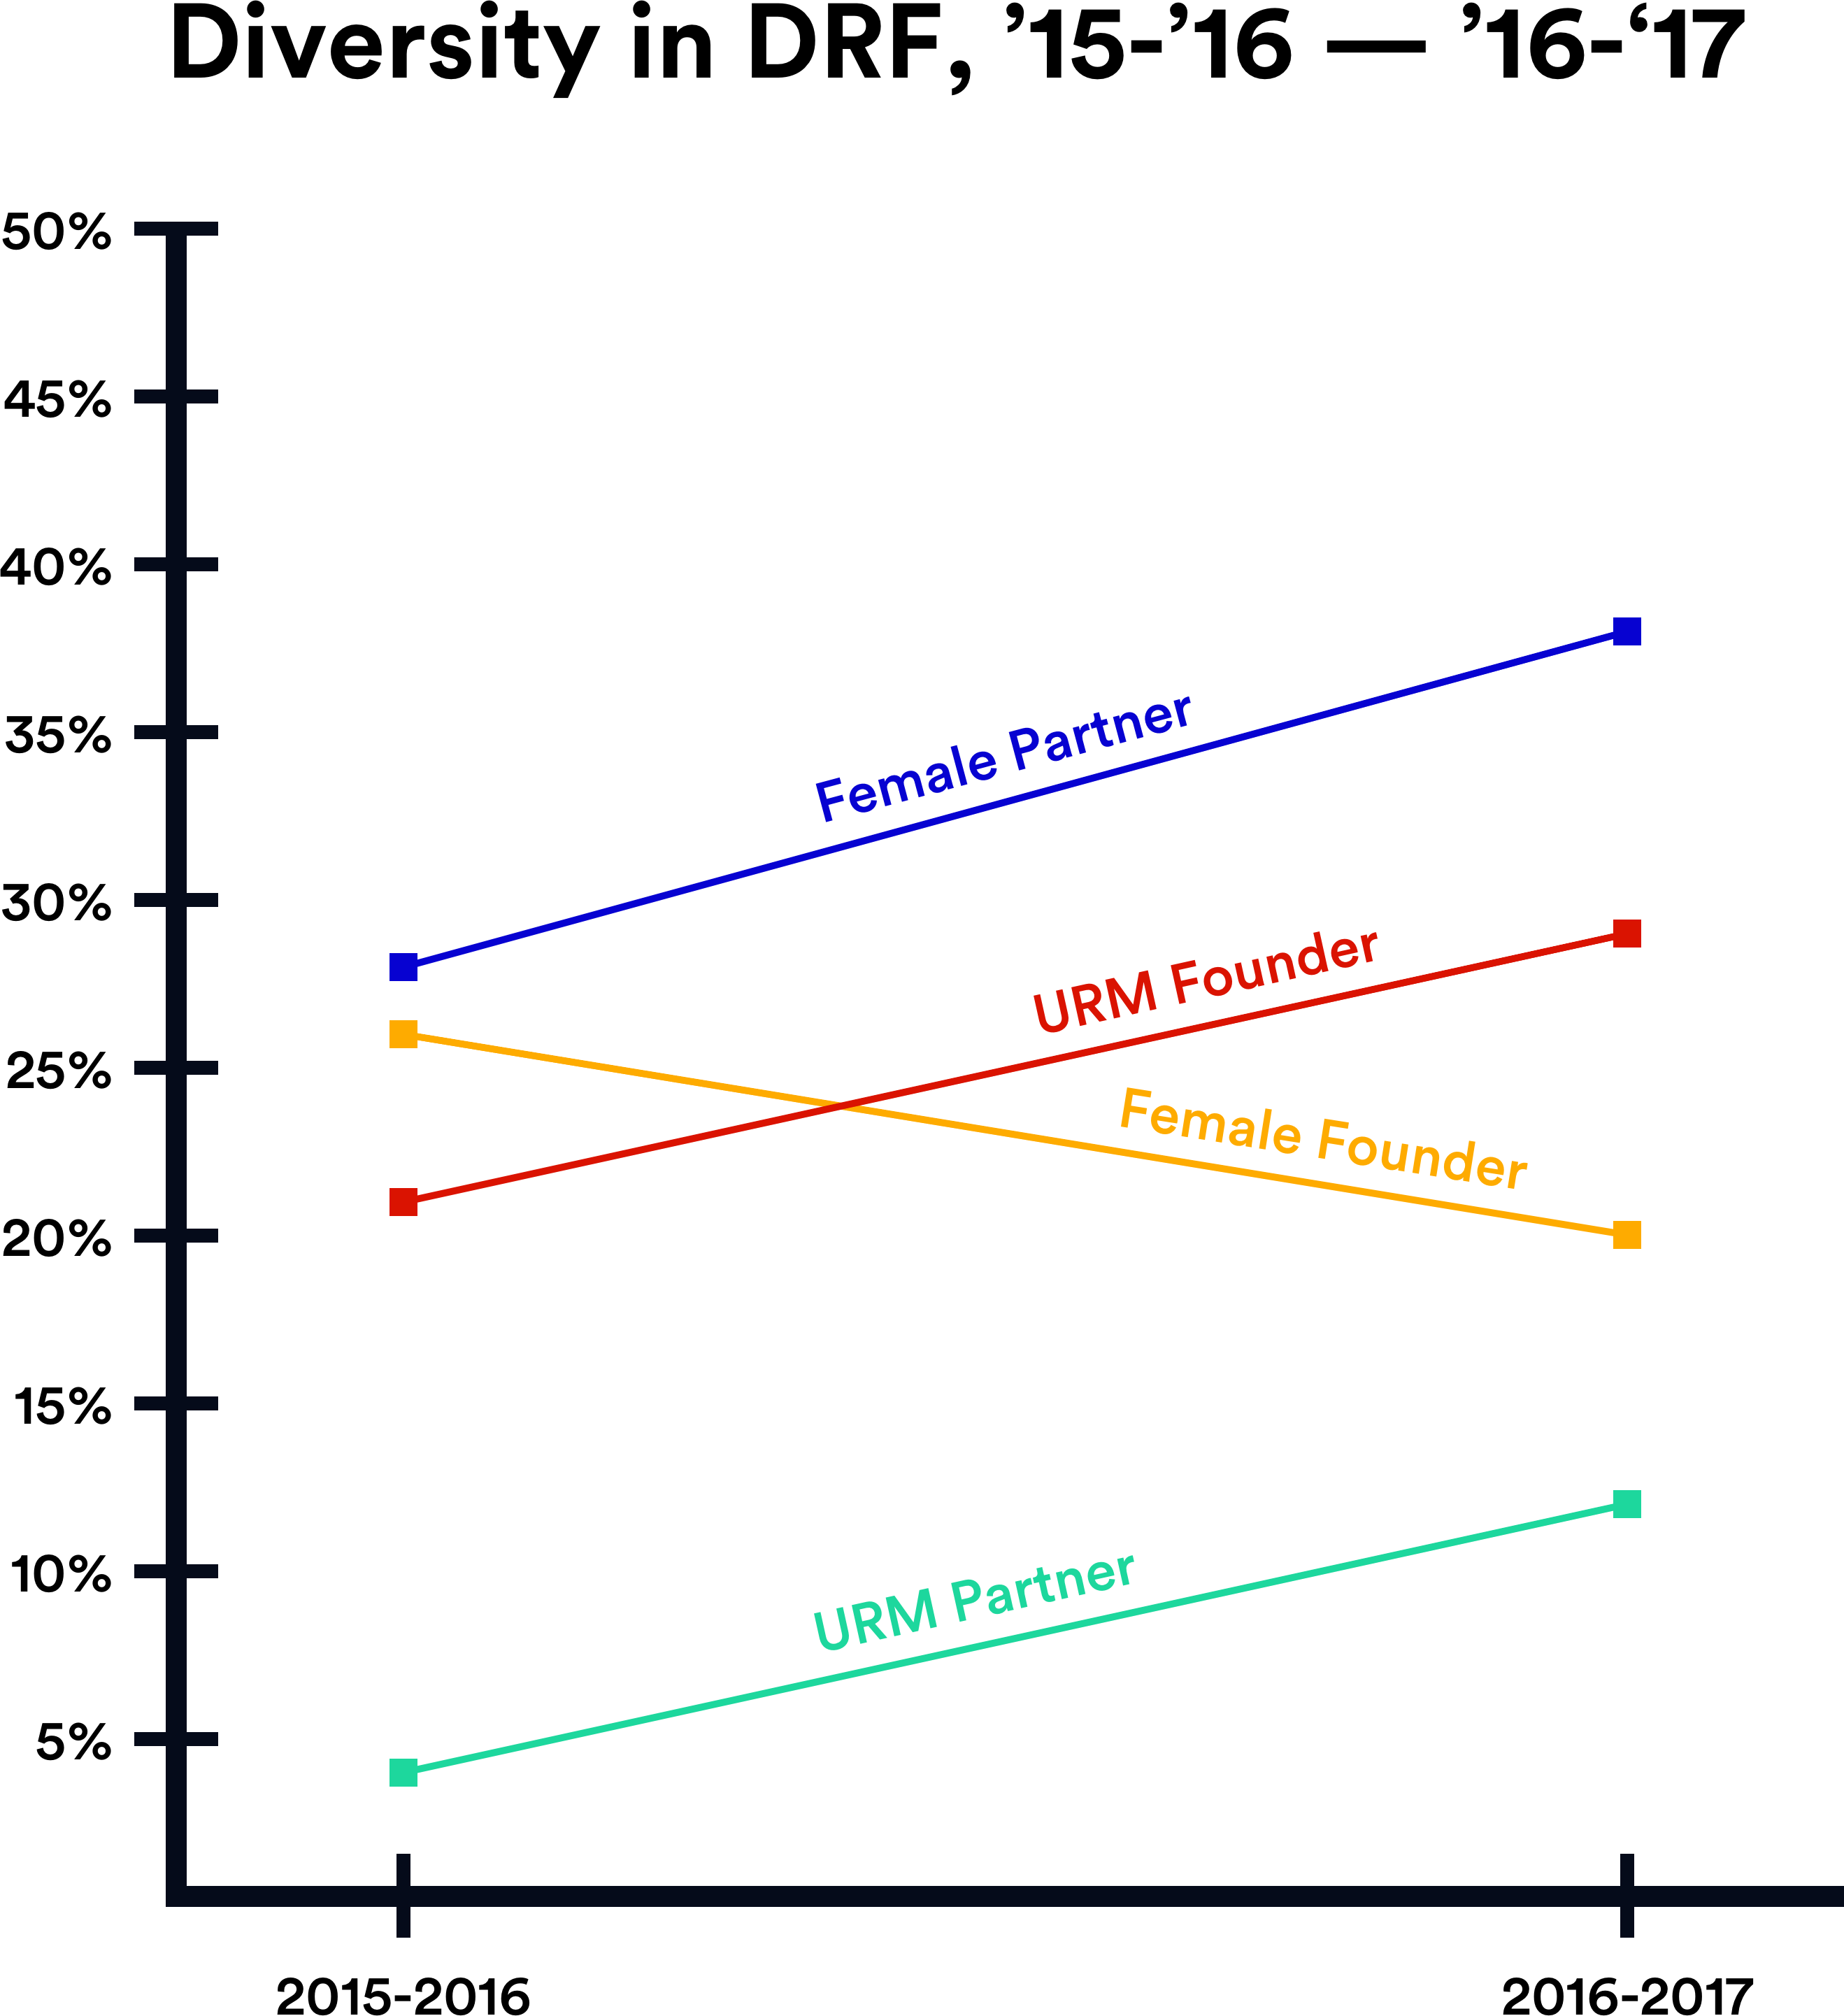 Diversity in DRF, ’15-’16 — ’16-‘17
50%
45%
40%
35%
30%
25%
20%
15%
10%
5%
Female Partner
URM Founder
Female Founder
URM Partner
2015-2016
2016-2017